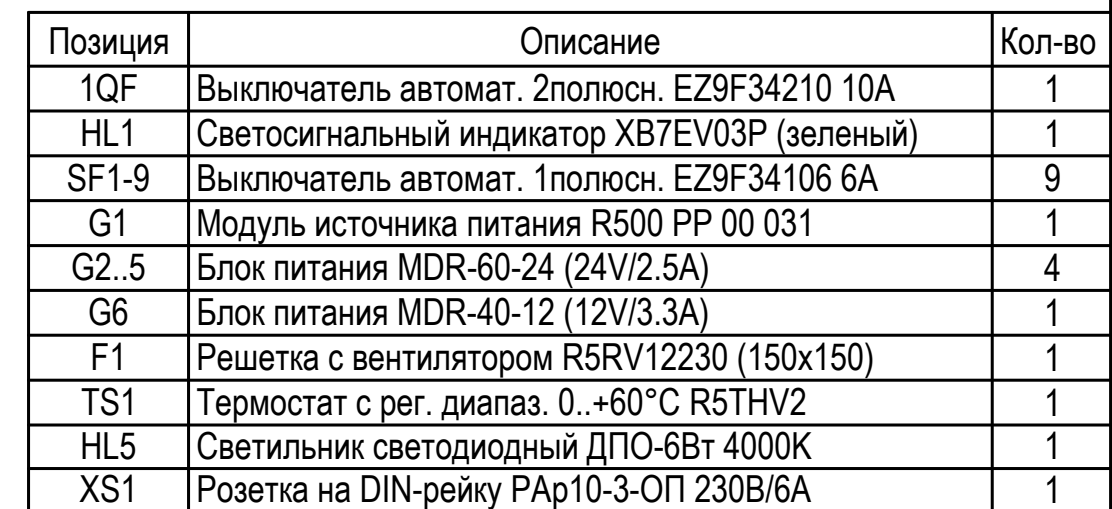 Позиция Описание Кол-во
1QF Выключатель автомат. 2полюсн. EZ9F34210 10А 1
HL1 Светосигнальный индикатор XB7EV03P (зеленый) 1
SF1-9 Выключатель автомат. 1полюсн. EZ9F34106 6А 9
G1 Модуль источника питания R500 PP 00 031 1
G2..5 Блок питания MDR-60-24 (24V/2.5A) 4
G6 Блок питания MDR-40-12 (12V/3.3A) 1
F1 Решетка с вентилятором R5RV12230 (150x150) 1
TS1 Термостат с рег. диапаз. 0..+60°C R5THV2 1
HL5 Светильник светодиодный ДПО-6Вт 4000K 1
XS1 Розетка на DIN-рейку РАр10-3-ОП 230В/6А 1